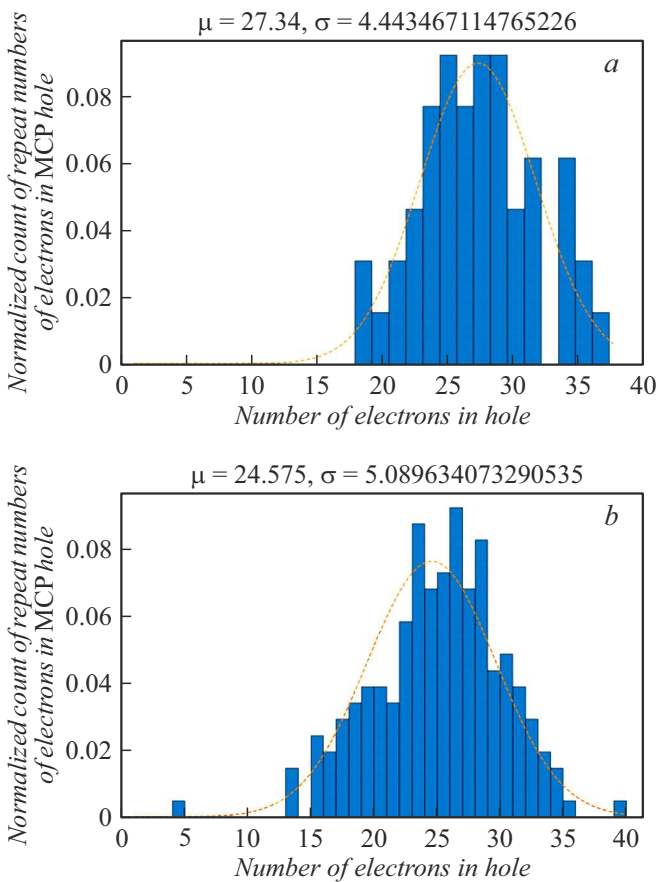 μ = 27.34, σ = 4.443467114765226
a
Normalized count of repeat numbers
of electrons in MCP hole
0.08
0.06
0.04
0.02
0
0 5 10 15 20 25 30 35 40
Number of electrons in hole
μ = 24.575, σ = 5.089634073290535
b
Normalized count of repeat numbers
of electrons in MCP hole
0.08
0.06
0.04
0.02
0
0 5 10 15 20 25 30 35 40
Number of electrons in hole